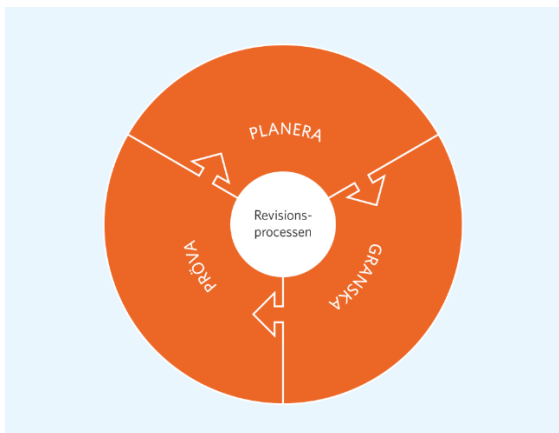 PLANERA
Revisions-
processen
GRANSKA
PRÖVA